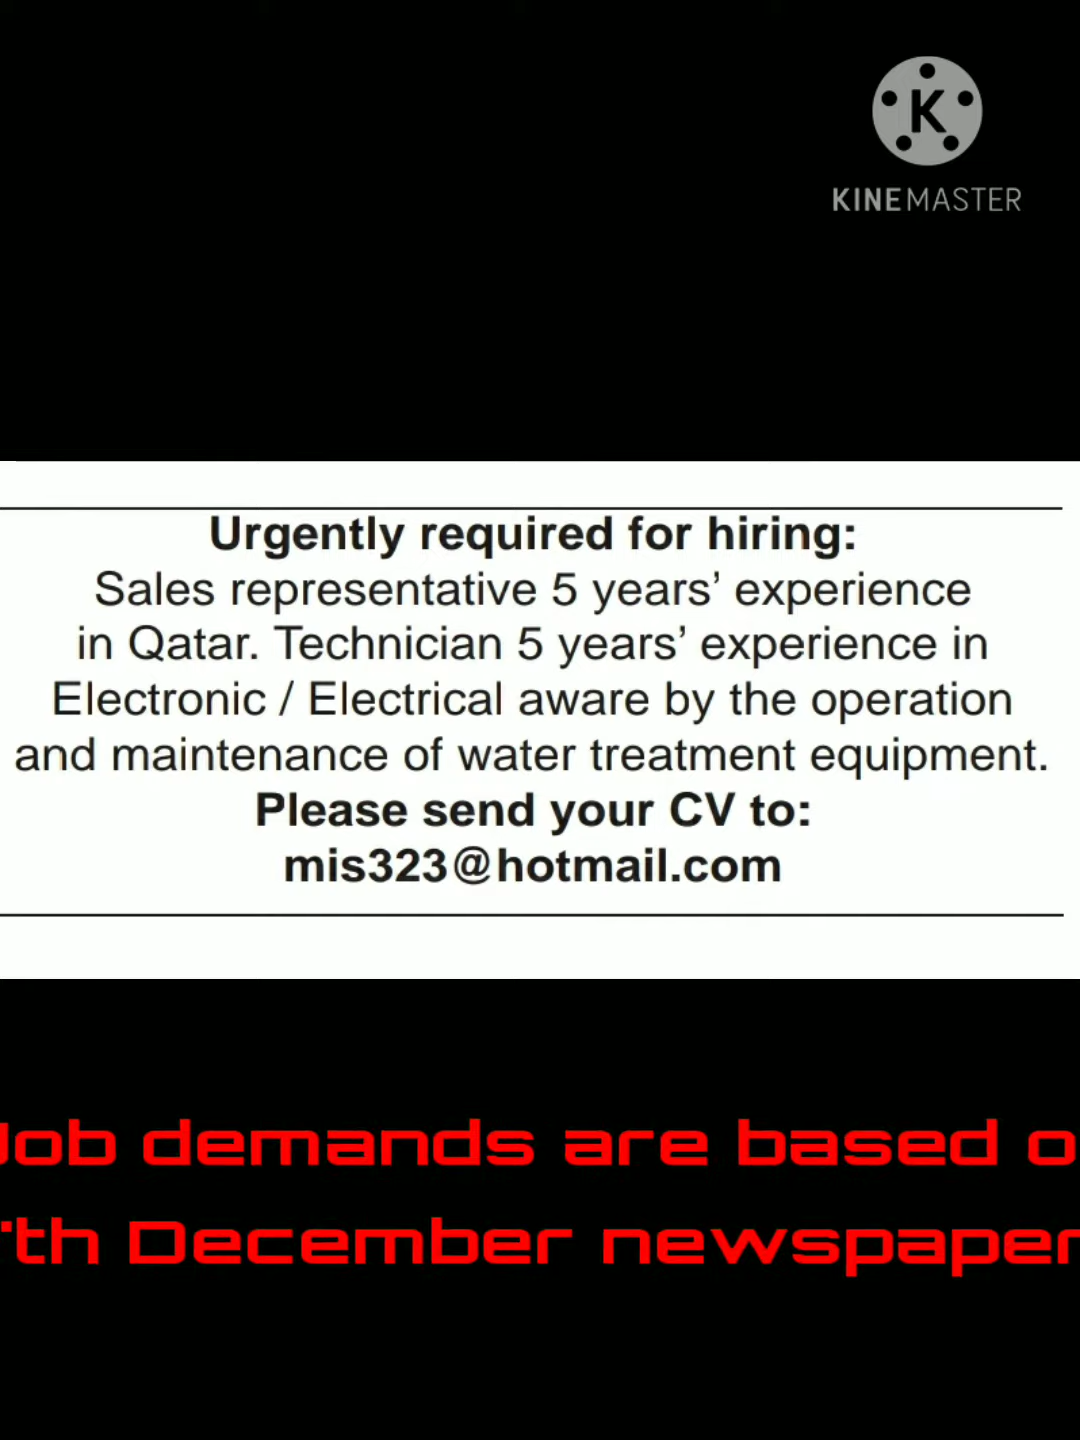 K
KINEMASTER
Urgently required for hiring:
Sales representative 5 years’ experience
in Qatar. Technician 5 years’ experience in
Electronic / Electrical aware by the operation
and maintenance of water treatment equipment.
Please send your CV to:
mis323@hotmail.com
Job demands are based
December newspaper